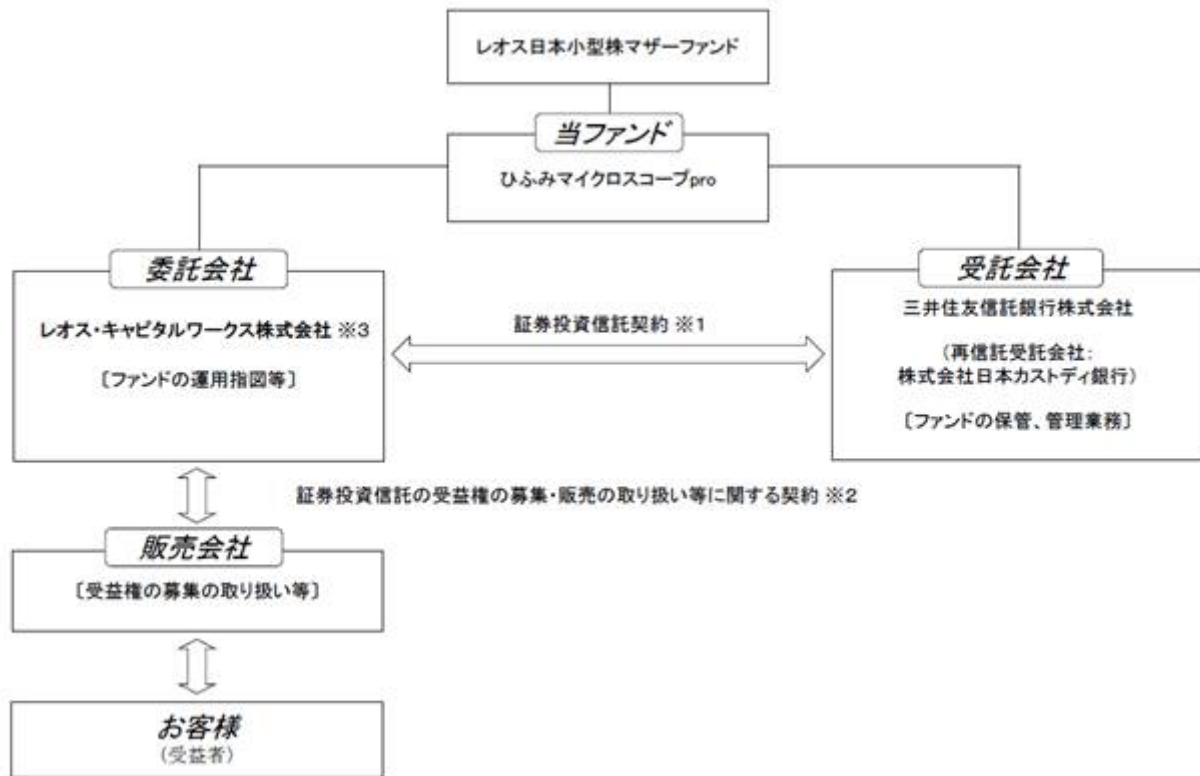 レオス日本小型株マザーファンド
当ファンド
ひふみマイクロスコープpro
委託会社
レオス・キャピタルワークス株式会社 ※3
〔ファンドの運用指図等〕
証券投資信託契約 ※1
受託会社
三井住友信託銀行株式会社
（再信託受託会社：
株式会社日本カストディ銀行）
〔ファンドの保管、管理業務〕
証券投資信託の受益権の募集・販売の取り扱い等に関する契約 ※2
販売会社
〔受益権の募集の取り扱い等〕
お客様
（受益者）